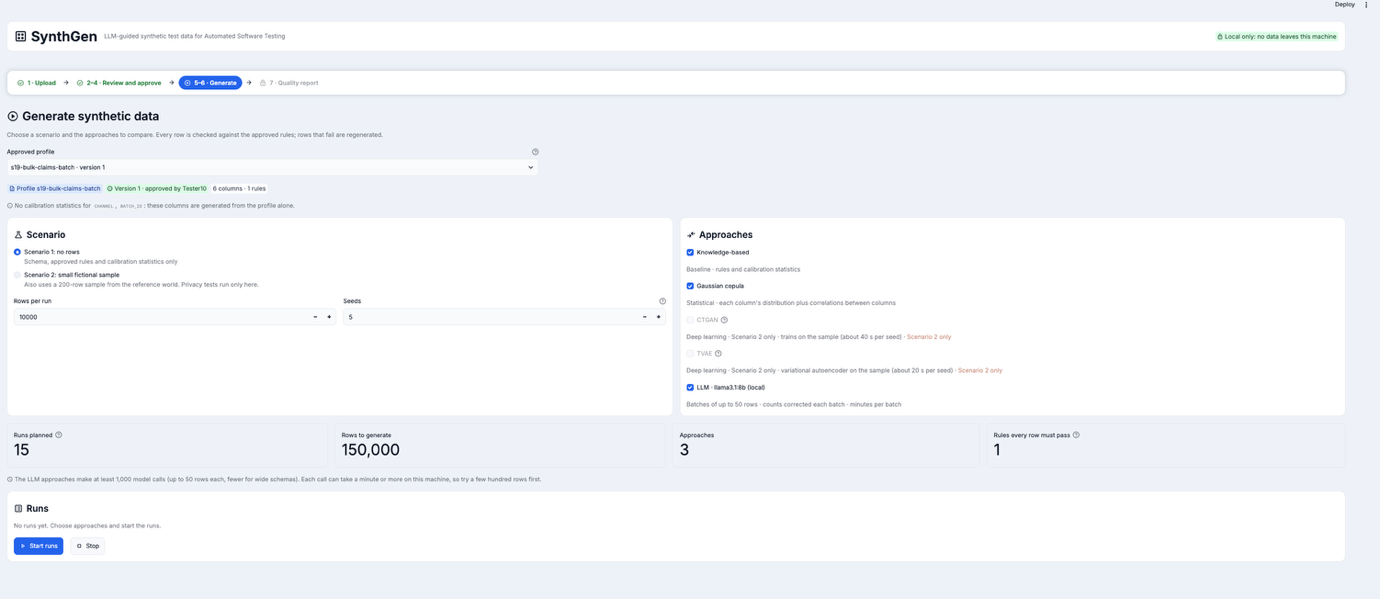 Deploy
SynthGen
LLM-guided synthetic test data for Automated Software Testing
Local only: no data leaves this machine
1 · Upload
2–4 · Review and approve
5–6 · Generate
7 · Quality report
Generate synthetic data
Choose a scenario and the approaches to compare. Every row is checked against the approved rules; rows that fail are regenerated.
Approved profile
s19-bulk-claims-batch · version 1
Profile s19-bulk-claims-batch
Version 1 · approved by Tester10
6 columns · 1 rules
No calibration statistics for CHANNEL, BATCH_ID: these columns are generated from the profile alone.
Scenario
Scenario 1: no rows
Schema, approved rules and calibration statistics only
Scenario 2: small fictional sample
Also uses a 200-row sample from the reference world. Privacy tests run only here.
Rows per run
10000
Seeds
5
Approaches
Knowledge-based
Baseline · rules and calibration statistics
Gaussian copula
Statistical · each column's distribution plus correlations between columns
CTGAN
Deep learning · Scenario 2 only · trains on the sample (about 40 s per seed) · Scenario 2 only
TVAE
Deep learning · Scenario 2 only · variational autoencoder on the sample (about 20 s per seed) · Scenario 2 only
LLM · llama3.1:8b (local)
Batches of up to 50 rows · counts corrected each batch · minutes per batch
Runs planned
15
Rows to generate
150,000
Approaches
3
Rules every row must pass
1
The LLM approaches make at least 1,000 model calls (up to 50 rows each, fewer for wide schemas). Each call can take a minute or more on this machine, so try a few hundred rows first.
Runs
No runs yet. Choose approaches and start the runs.
Start runs
Stop